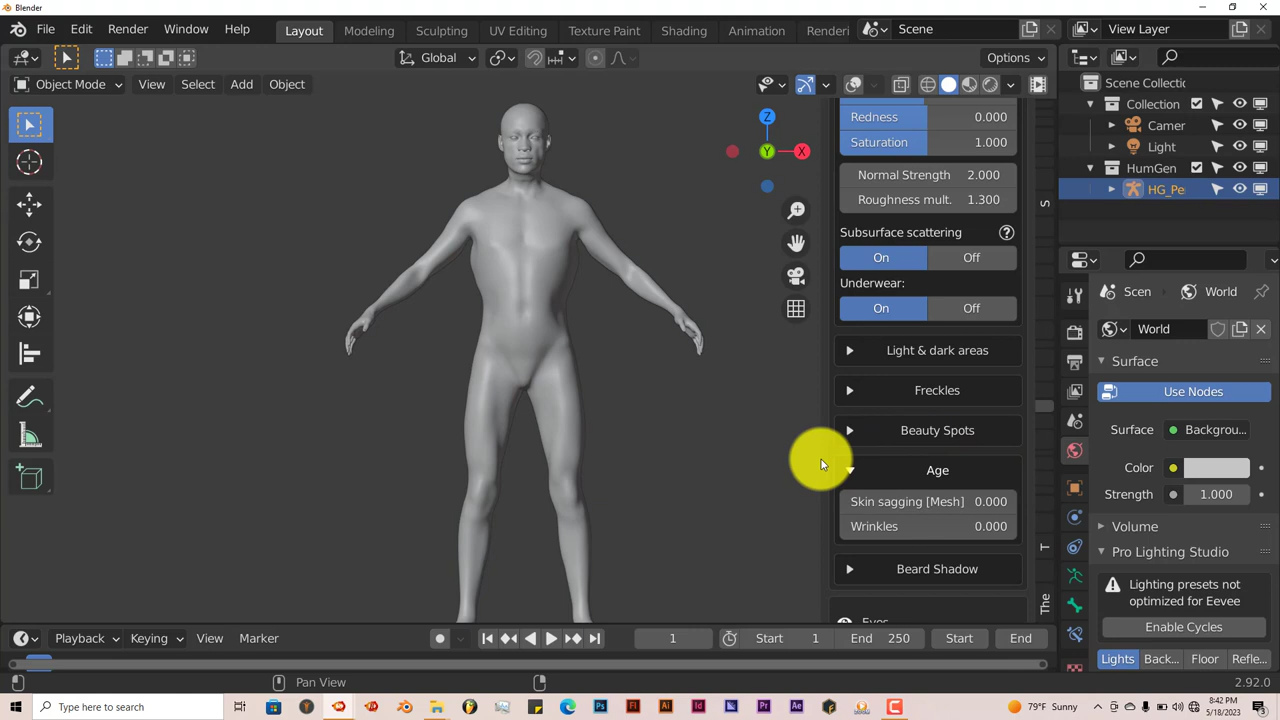 Blender
File Edit Render Window Help Layout Modeling Sculpting UV Editing Texture Paint Shading Animation Renderi Scene View Layer
Global Options
Object Mode View Select Add Object
Scene Collectic
Collection
Camer
Light
HumGen
HG_Pe
Z
Y X
Redness 0.000
Saturation 1.000
Normal Strength 2.000
Roughness mult. 1.300
Subsurface scattering ?
On Off
Underwear:
On Off
Light & dark areas
Freckles
Beauty Spots
Age
Skin sagging [Mesh] 0.000
Wrinkles 0.000
Beard Shadow
Eyes
S
T
The
Scen World
World
Surface
Use Nodes
Surface Backgrou...
Color
Strength 1.000
Volume
Pro Lighting Studio
Lighting presets not
optimized for Eevee
Enable Cycles
Lights Back... Floor Refle...
Playback Keying View Marker 1 Start 1 End 250 Start End
Pan View 2.92.0
Type here to search
79°F Sunny
8:42 PM
5/18/2023